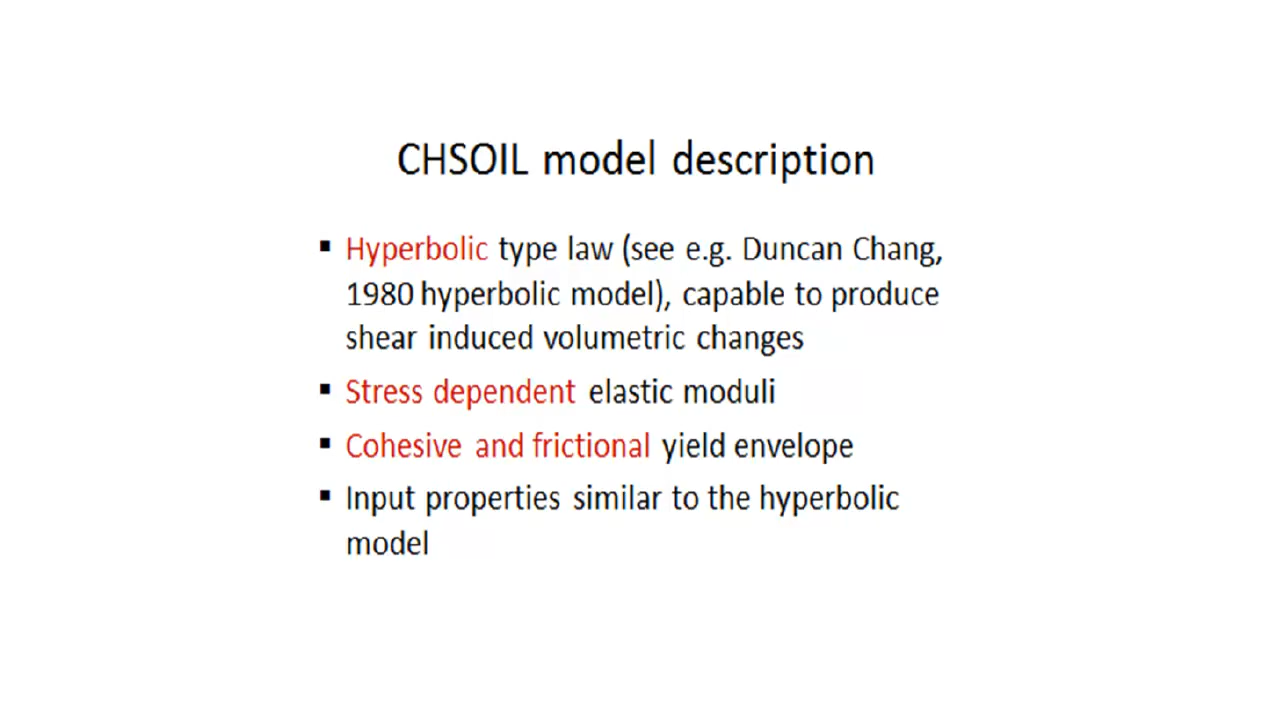 CHSOIL model description
▪ Hyperbolic type law (see e.g. Duncan Chang,
1980 hyperbolic model), capable to produce
shear induced volumetric changes
▪ Stress dependent elastic moduli
▪ Cohesive and frictional yield envelope
▪ Input properties similar to the hyperbolic
model